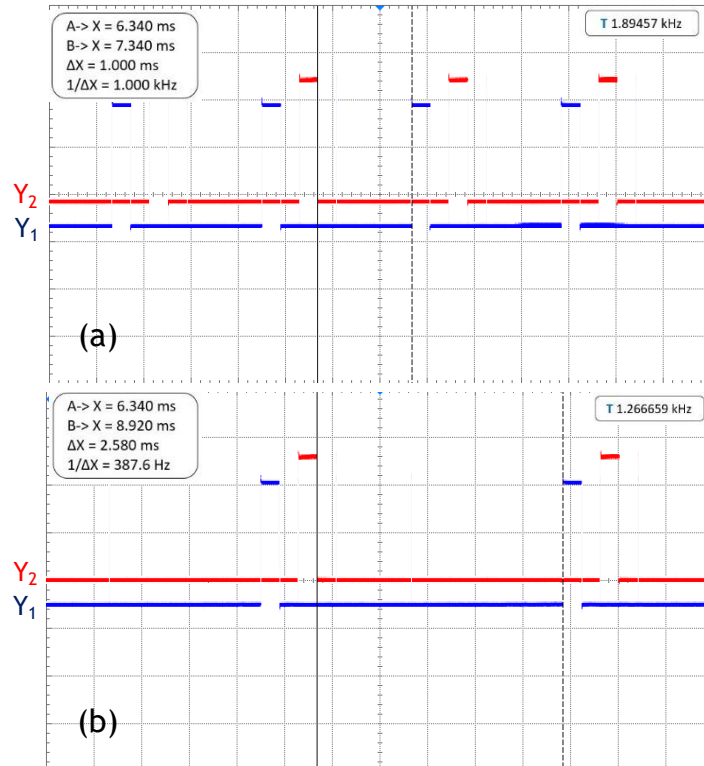 A-> X = 6.340 ms
B-> X = 7.340 ms
ΔX = 1.000 ms
1/ΔX = 1.000 kHz
T 1.89457 kHz
Y2
Y1
(a)
A-> X = 6.340 ms
B-> X = 8.920 ms
ΔX = 2.580 ms
1/ΔX = 387.6 Hz
T 1.266659 kHz
Y2
Y1
(b)